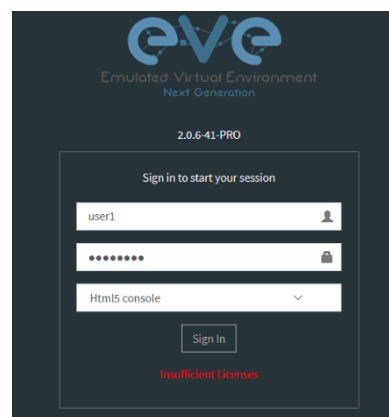 eve
Emulated Virtual Environment
Next Generation
2.0.6-41-PRO
Sign in to start your session
user1
••••••••
Html5 console
Sign In
Insufficient Licenses